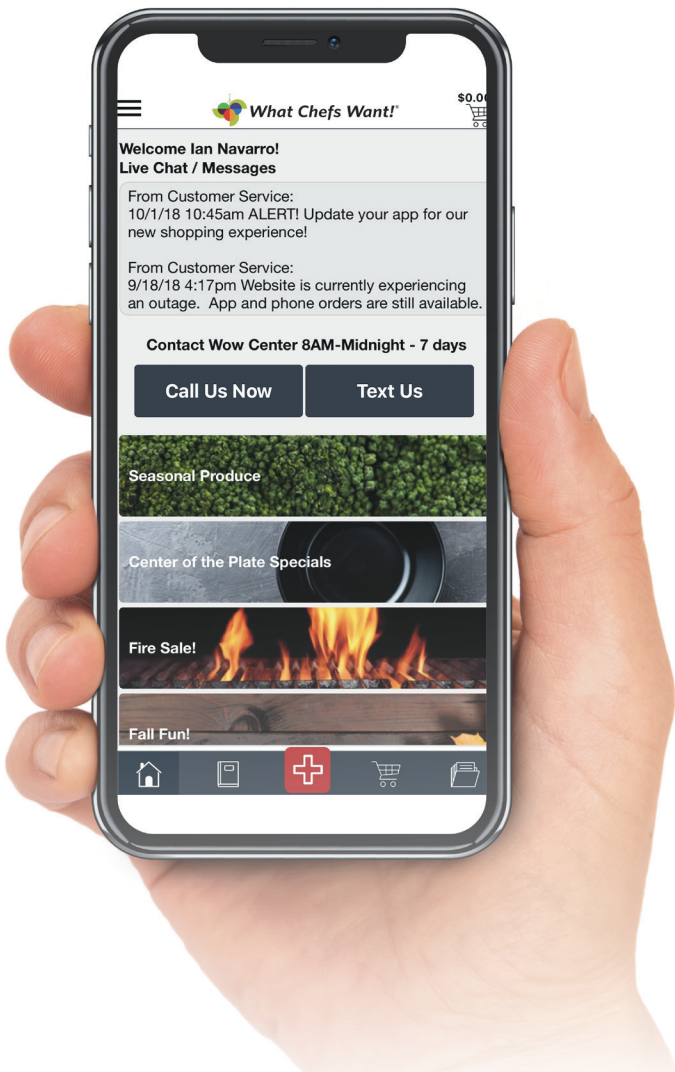 What Chefs Want!®
$0.00
Welcome Ian Navarro!
Live Chat / Messages
From Customer Service:
10/1/18 10:45am ALERT! Update your app for our
new shopping experience!
From Customer Service:
9/18/18 4:17pm Website is currently experiencing
an outage.  App and phone orders are still available.
Contact Wow Center 8AM-Midnight - 7 days
Call Us Now
Text Us
Seasonal Produce
Center of the Plate Specials
Fire Sale!
Fall Fun!